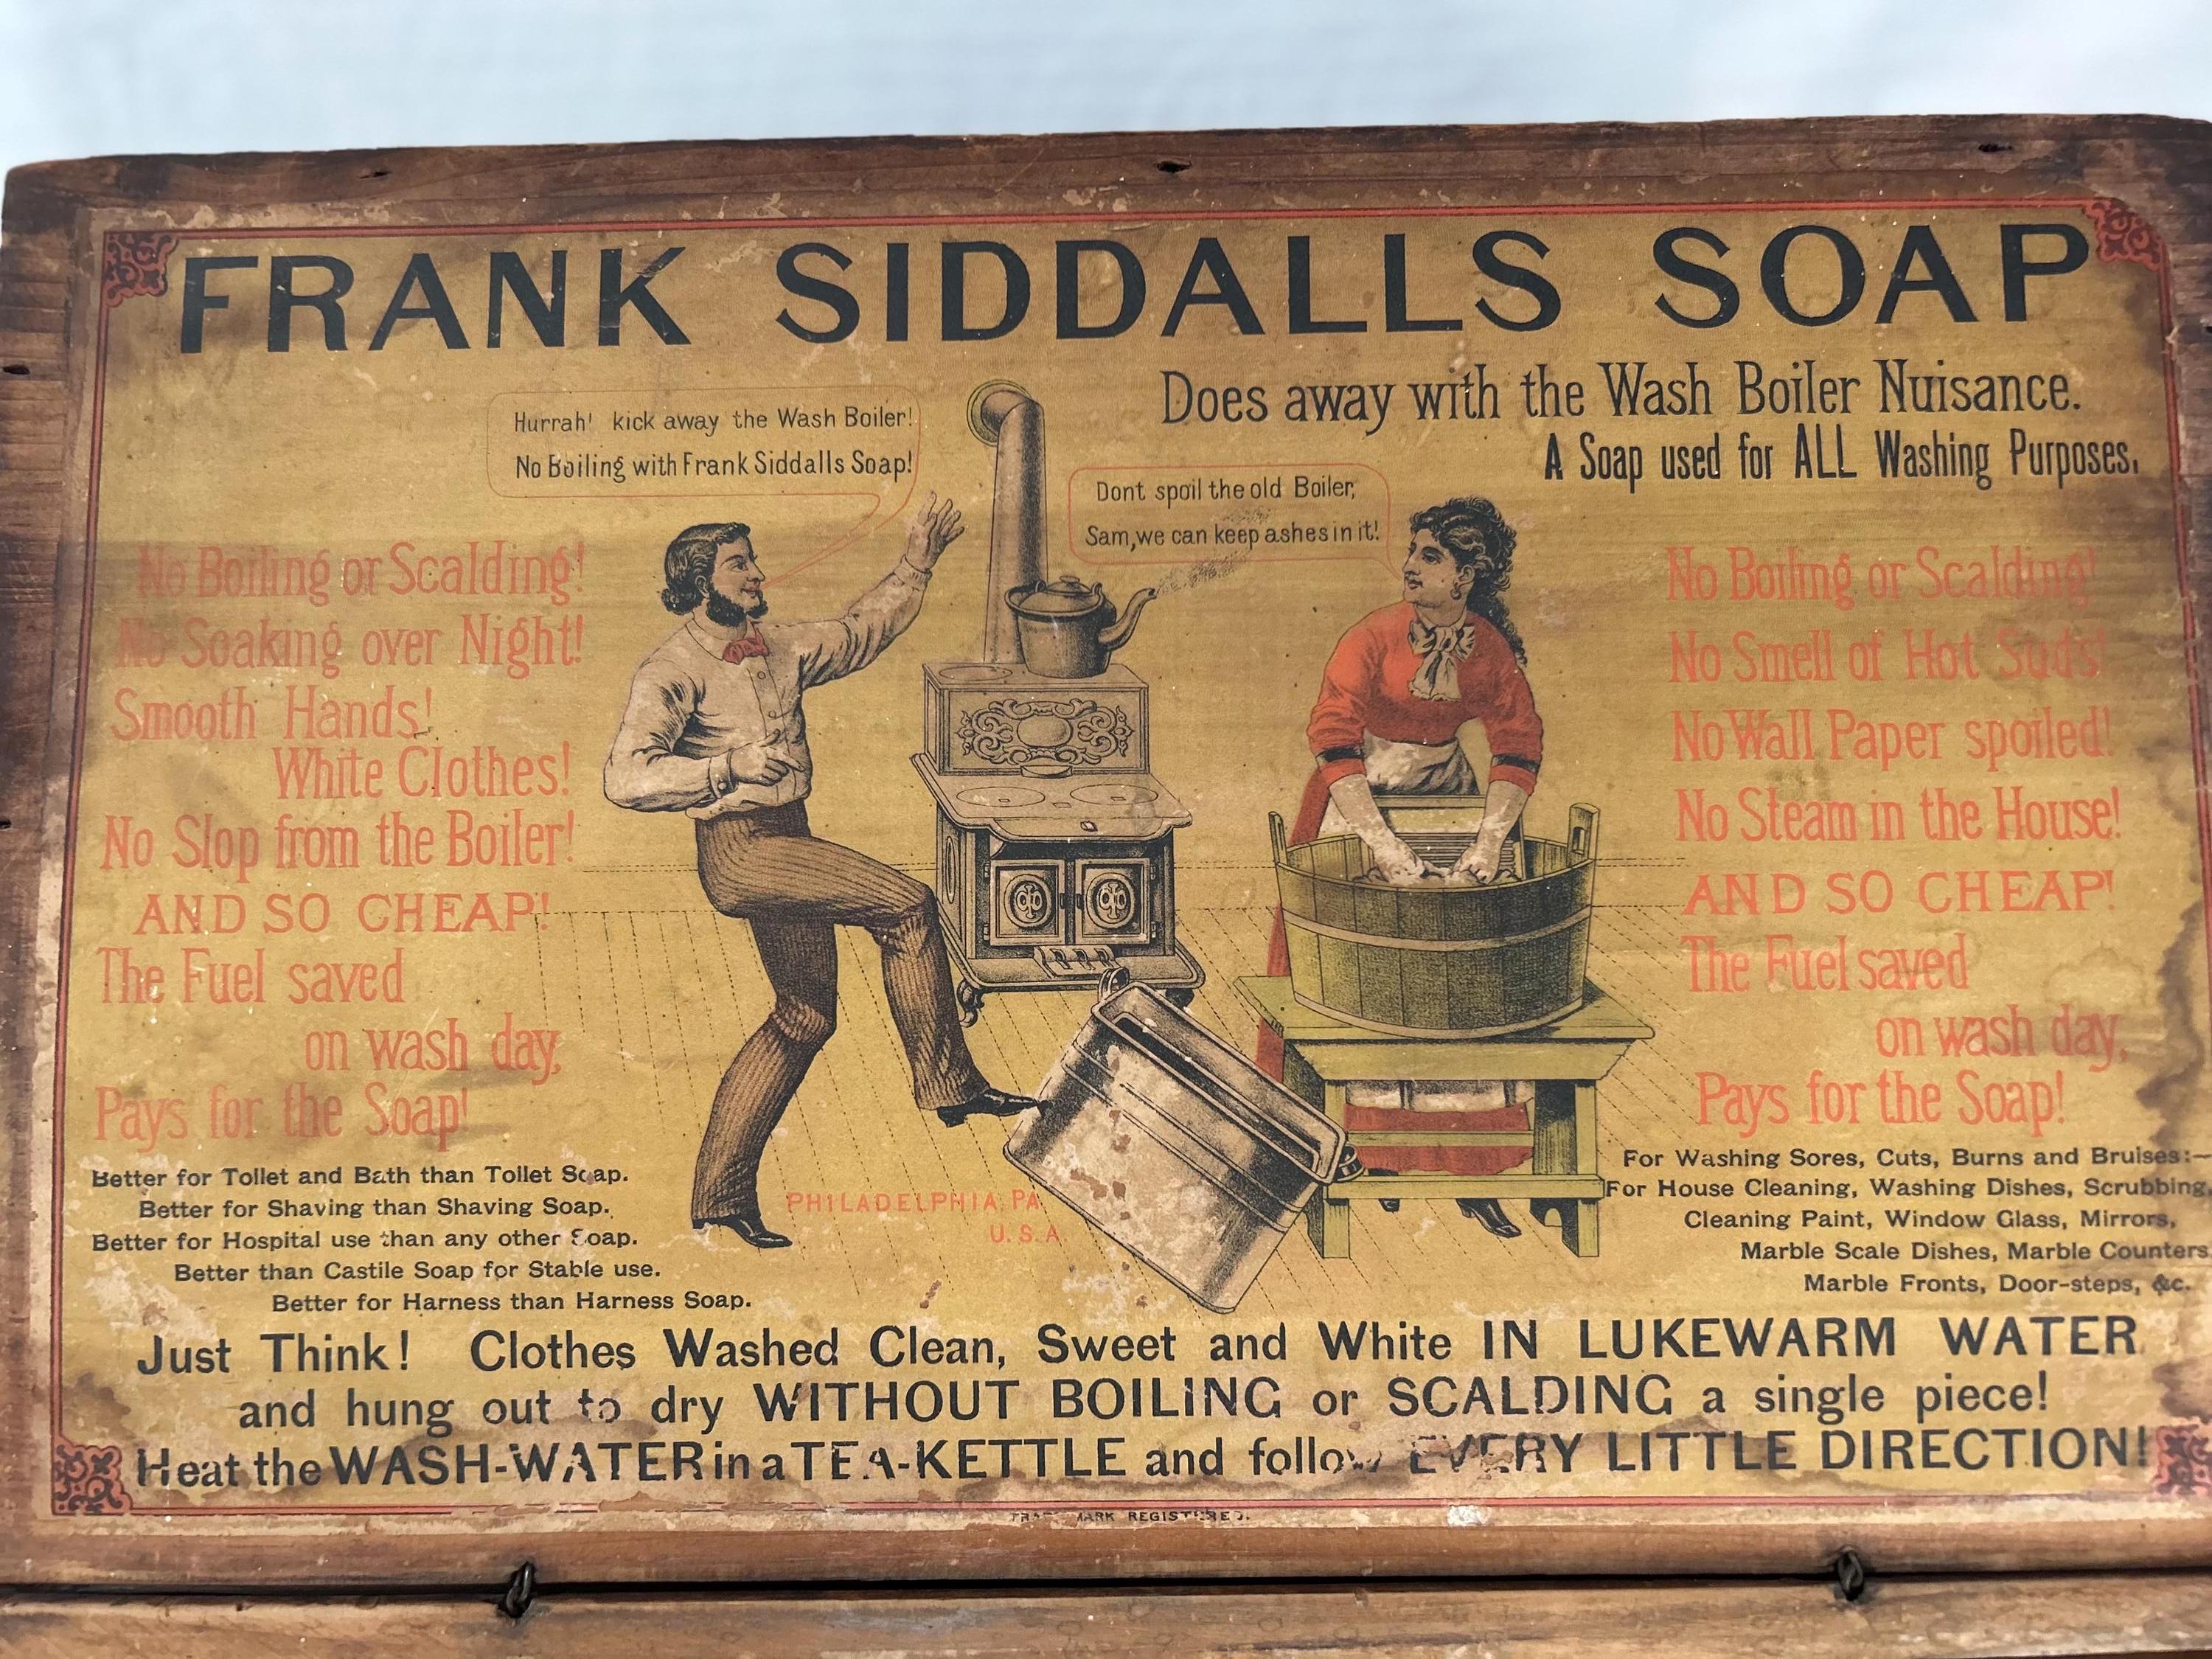 FRANK SIDDALLS SOAP
Does away with the Wash Boiler Nuisance.
A Soap used for ALL Washing Purposes.
Hurrah! kick away the Wash Boiler!
No Boiling with Frank Siddalls Soap!
Dont spoil the old Boiler,
Sam, we can keep ashes in it!
No Boiling or Scalding!
No Soaking over Night!
Smooth Hands!
White Clothes!
No Slop from the Boiler!
AND SO CHEAP!
The Fuel saved
on wash day,
Pays for the Soap!
No Boiling or Scalding!
No Smell of Hot Suds!
No Wall Paper spoiled!
No Steam in the House!
AND SO CHEAP!
The Fuel saved
on wash day,
Pays for the Soap!
Better for Toilet and Bath than Toilet Soap.
Better for Shaving than Shaving Soap.
Better for Hospital use than any other Soap.
Better than Castile Soap for Stable use.
Better for Harness than Harness Soap.
PHILADELPHIA, PA
U.S.A.
For Washing Sores, Cuts, Burns and Bruises:—
For House Cleaning, Washing Dishes, Scrubbing,
Cleaning Paint, Window Glass, Mirrors,
Marble Scale Dishes, Marble Counters
Marble Fronts, Door-steps, &c.
Just Think! Clothes Washed Clean, Sweet and White IN LUKEWARM WATER
and hung out to dry WITHOUT BOILING or SCALDING a single piece!
Heat the WASH-WATER in a TEA-KETTLE and follow EVERY LITTLE DIRECTION!
TRADE MARK REGISTERED.